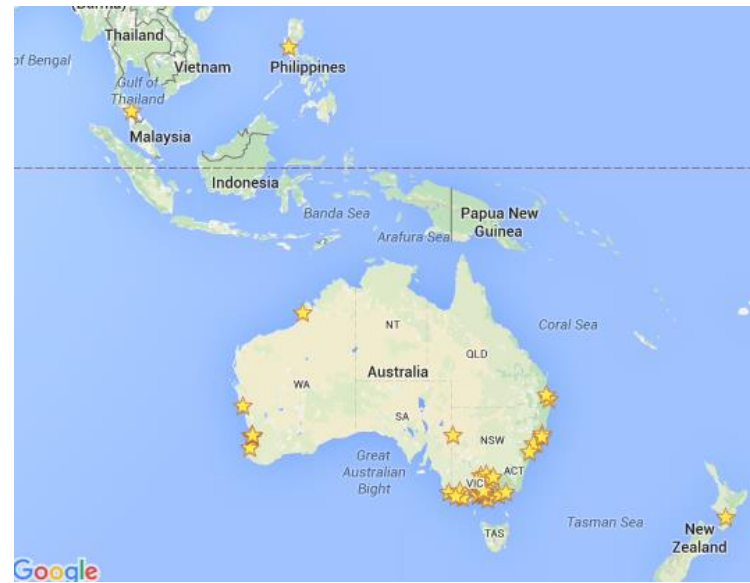 (Burma)
Thailand
of Bengal
Vietnam
Philippines
Gulf of
Thailand
Malaysia
Indonesia
Banda Sea
Papua New
Guinea
Arafura Sea
Coral Sea
NT
QLD
Australia
WA
SA
NSW
Great
Australian
Bight
ACT
VIC
TAS
Tasman Sea
New
Zealand
Google